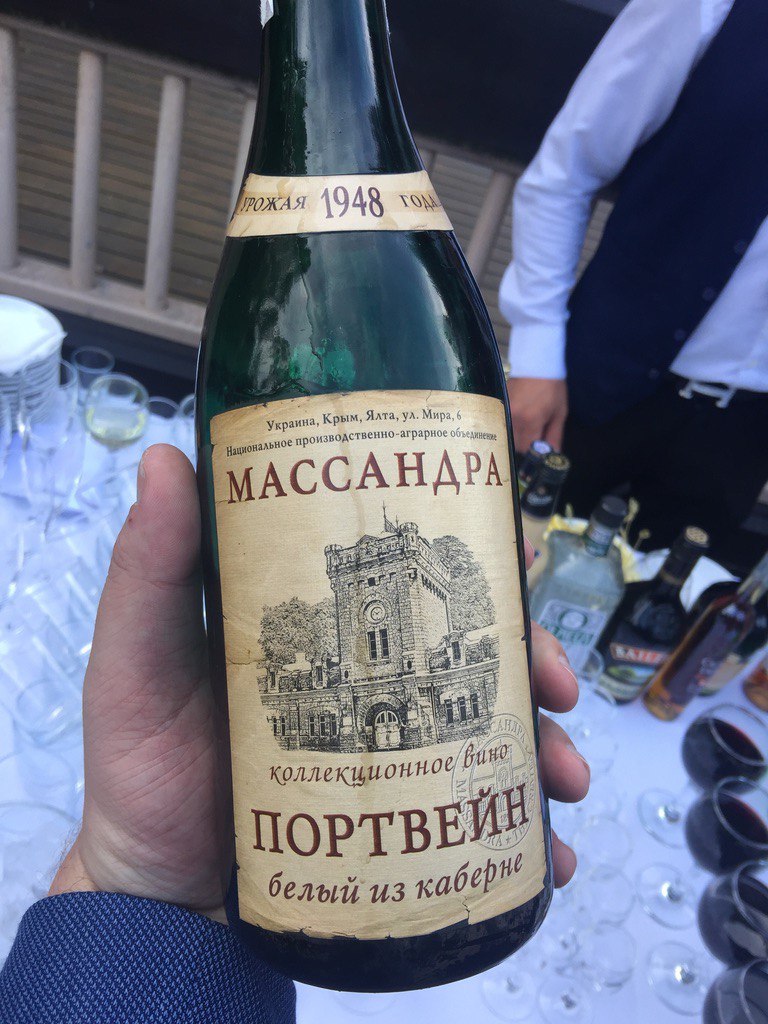 УРОЖАЯ 1948 ГОДА
Украина, Крым, Ялта, ул. Мира, 6
Национальное производственно-аграрное объединение
МАССАНДРА
коллекционное вино
ПОРТВЕЙН
белый из каберне